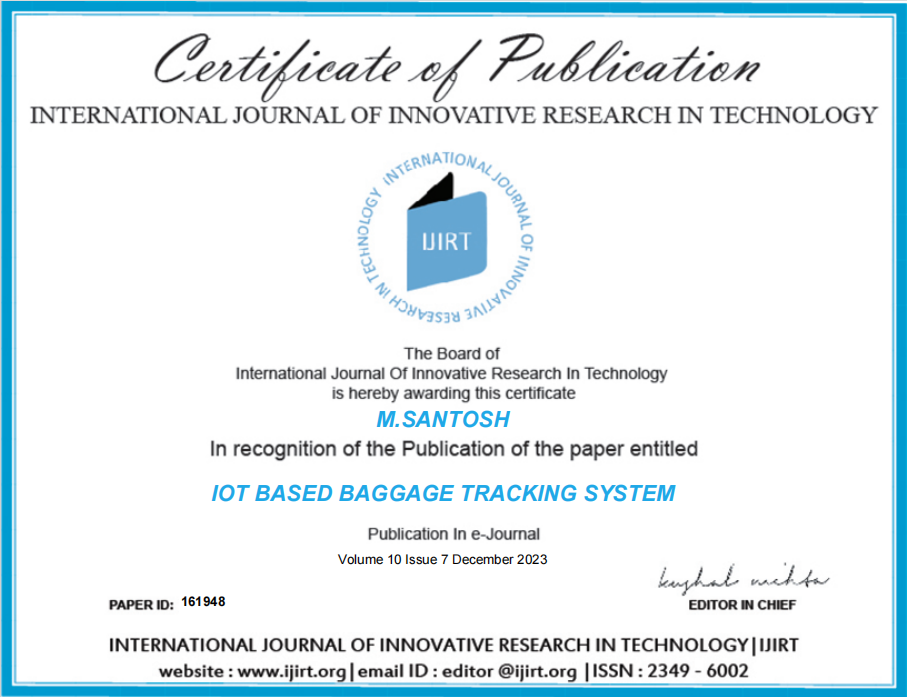 Certificate of Publication
INTERNATIONAL JOURNAL OF INNOVATIVE RESEARCH IN TECHNOLOGY
INTERNATIONAL JOURNAL OF INNOVATIVE RESEARCH IN TECHNOLOGY
IJIRT
The Board of
International Journal Of Innovative Research In Technology
is hereby awarding this certificate
M.SANTOSH
In recognition of the Publication of the paper entitled
IOT BASED BAGGAGE TRACKING SYSTEM
Publication In e-Journal
Volume 10 Issue 7 December 2023
PAPER ID: 161948
EDITOR IN CHIEF
INTERNATIONAL JOURNAL OF INNOVATIVE RESEARCH IN TECHNOLOGY|IJIRT
website : www.ijirt.org| email ID : editor @ijirt.org |ISSN : 2349 - 6002